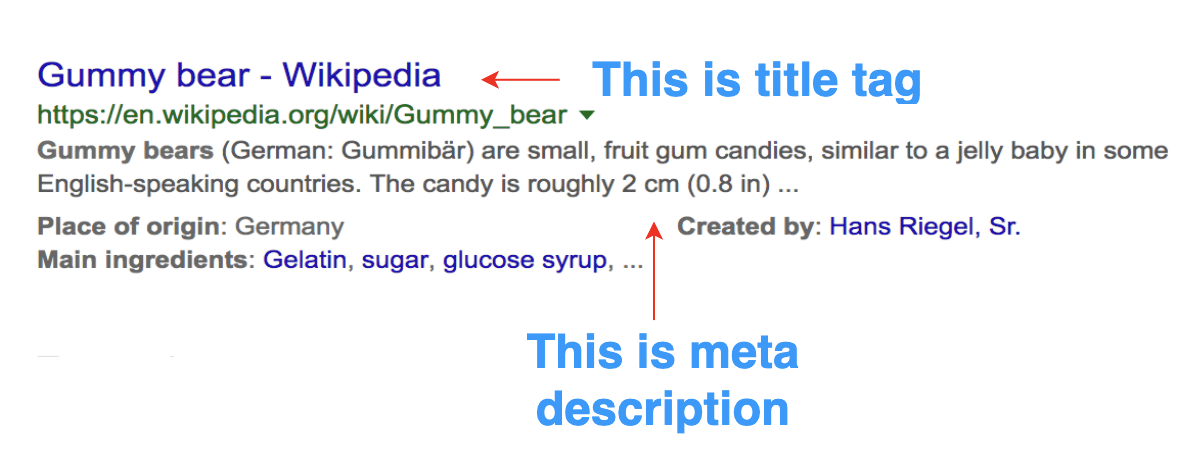 Gummy bear - Wikipedia
This is title tag
https://en.wikipedia.org/wiki/Gummy_bear
Gummy bears (German: Gummibär) are small, fruit gum candies, similar to a jelly baby in some
English-speaking countries. The candy is roughly 2 cm (0.8 in) ...
Place of origin: Germany
Created by: Hans Riegel, Sr.
Main ingredients: Gelatin, sugar, glucose syrup, ...
This is meta
description